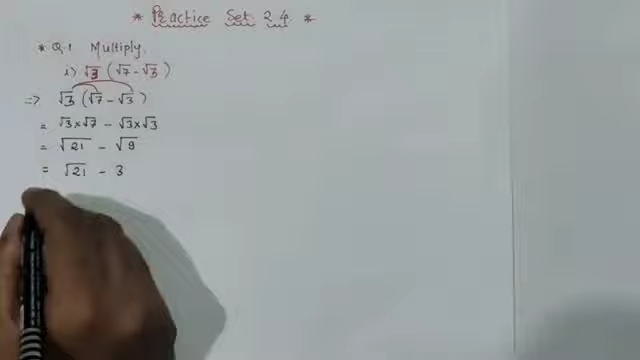 * Practice Set 2.4 *
* Q.1 Multiply.
i) √3 (√7 - √3)
=> √3 (√7 - √3)
= √3 × √7 - √3 × √3
= √21 - √9
= √21 - 3